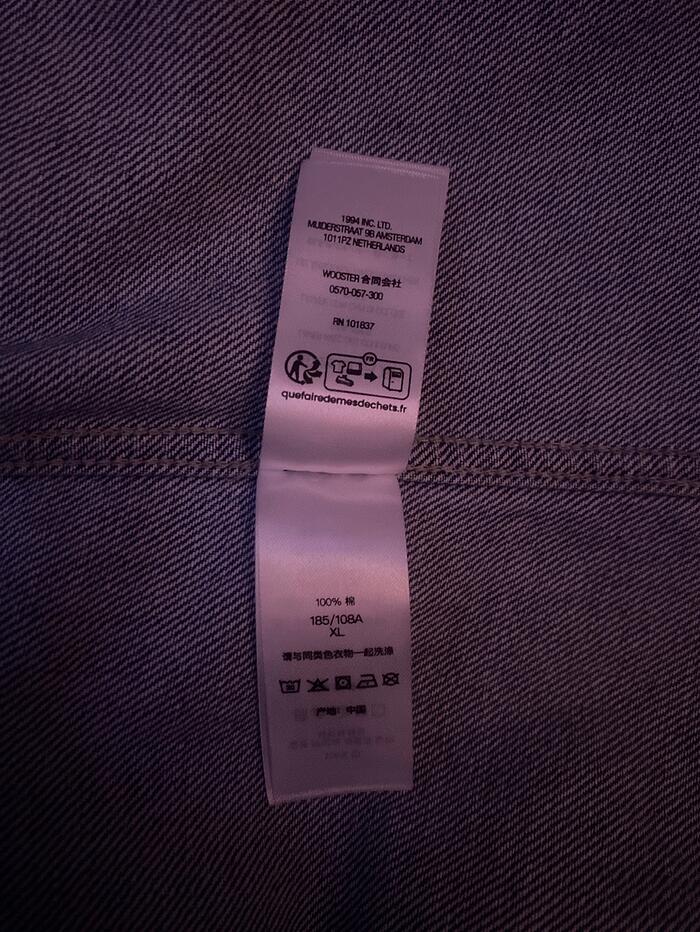 1994 INC. LTD.
MUIDERSTRAAT 9B AMSTERDAM
1011PZ NETHERLANDS
WOOSTER 合同会社
0570-057-300
RN 101837
FR
quefairedemesdechets.fr
100% 棉
185/108A
XL
请与同类色衣物一起洗涤
30
产地：中国